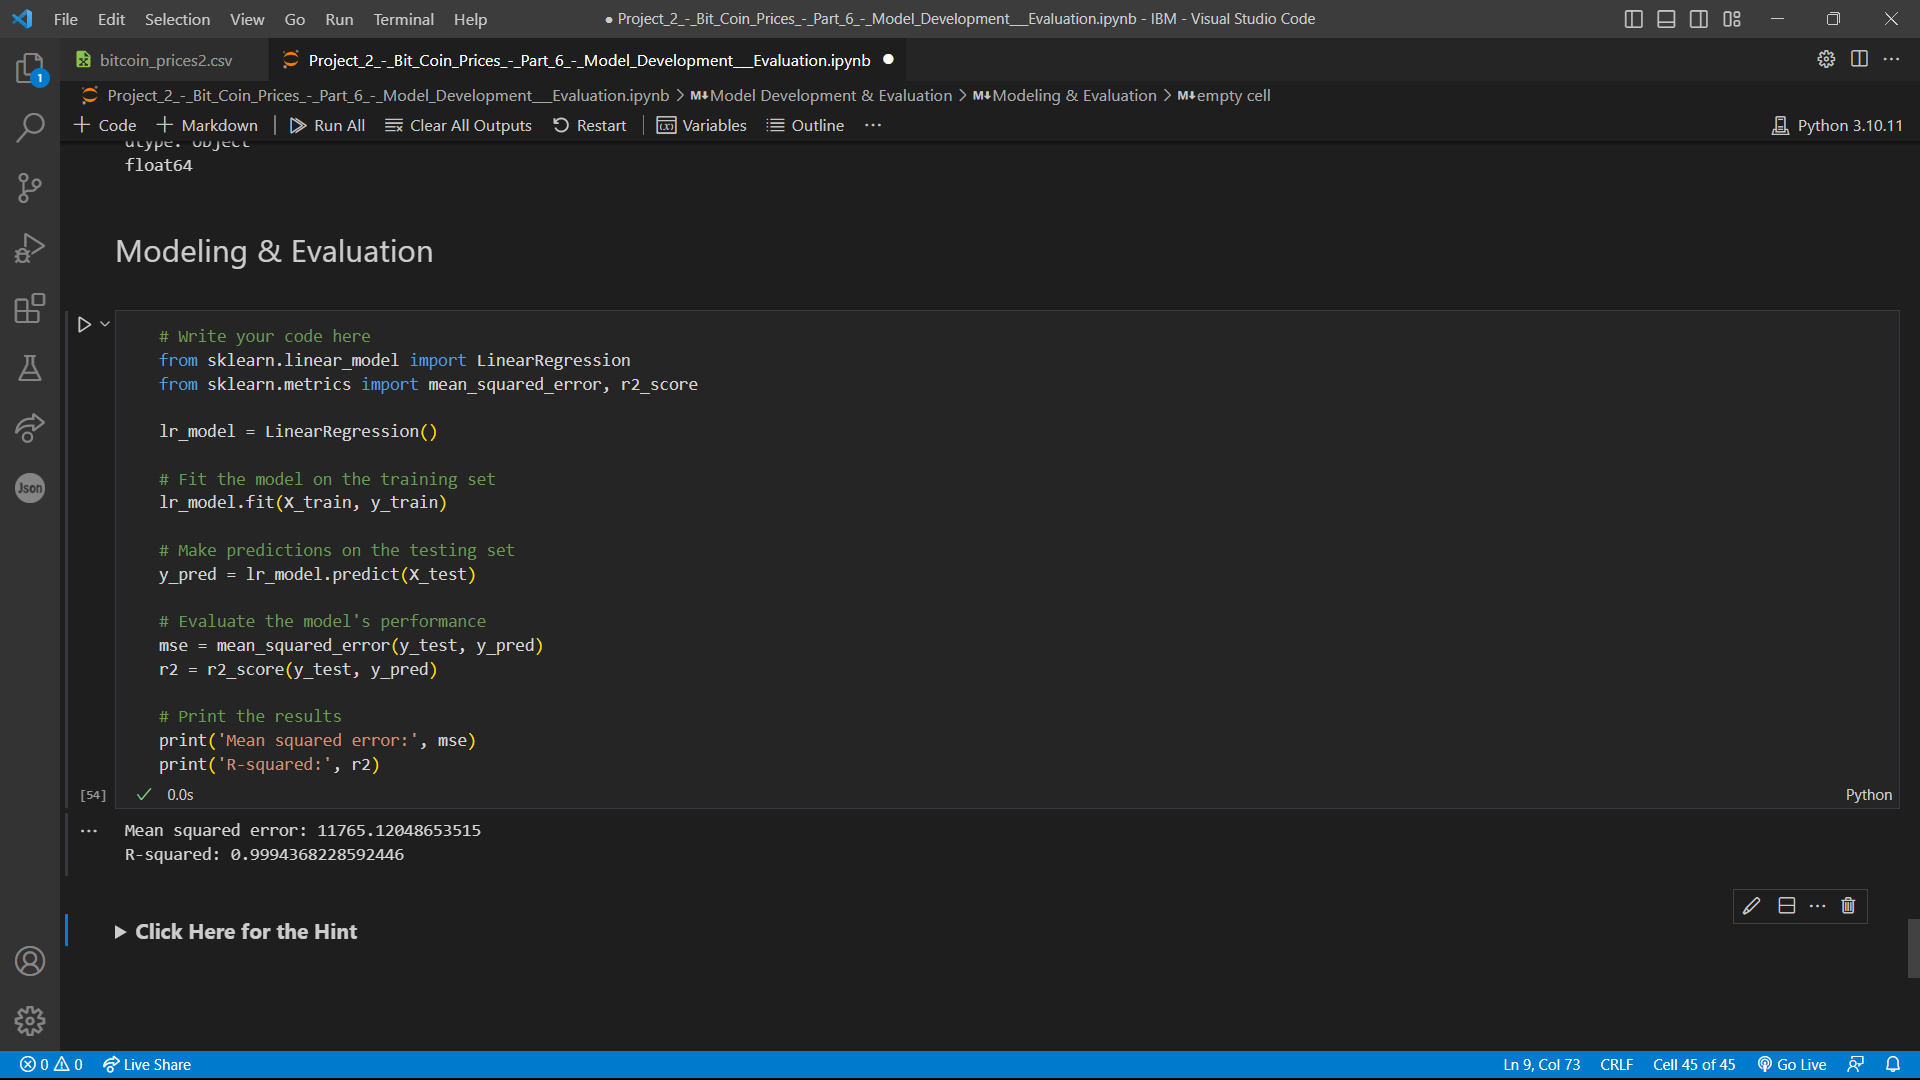 File Edit Selection View Go Run Terminal Help
● Project_2_-_Bit_Coin_Prices_-_Part_6_-_Model_Development___Evaluation.ipynb - IBM - Visual Studio Code
bitcoin_prices2.csv
Project_2_-_Bit_Coin_Prices_-_Part_6_-_Model_Development___Evaluation.ipynb ●
1
Project_2_-_Bit_Coin_Prices_-_Part_6_-_Model_Development___Evaluation.ipynb > M↓Model Development & Evaluation > M↓Modeling & Evaluation > M↓empty cell
+ Code + Markdown | Run All Clear All Outputs Restart | Variables Outline ··· Python 3.10.11
dtype: object
float64
Modeling & Evaluation
# Write your code here
from sklearn.linear_model import LinearRegression
from sklearn.metrics import mean_squared_error, r2_score
lr_model = LinearRegression()
# Fit the model on the training set
lr_model.fit(X_train, y_train)
# Make predictions on the testing set
y_pred = lr_model.predict(X_test)
# Evaluate the model's performance
mse = mean_squared_error(y_test, y_pred)
r2 = r2_score(y_test, y_pred)
# Print the results
print('Mean squared error:', mse)
print('R-squared:', r2)
[54] ✓ 0.0s Python
Mean squared error: 11765.12048653515
R-squared: 0.9994368228592446
Click Here for the Hint
Json
0 0 Live Share
Ln 9, Col 73 CRLF Cell 45 of 45 Go Live